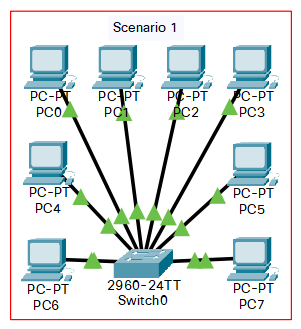 Scenario 1
PC-PT
PC0
PC-PT
PC1
PC-PT
PC2
PC-PT
PC3
PC-PT
PC4
PC-PT
PC5
PC-PT
PC6
2960-24TT
Switch0
PC-PT
PC7